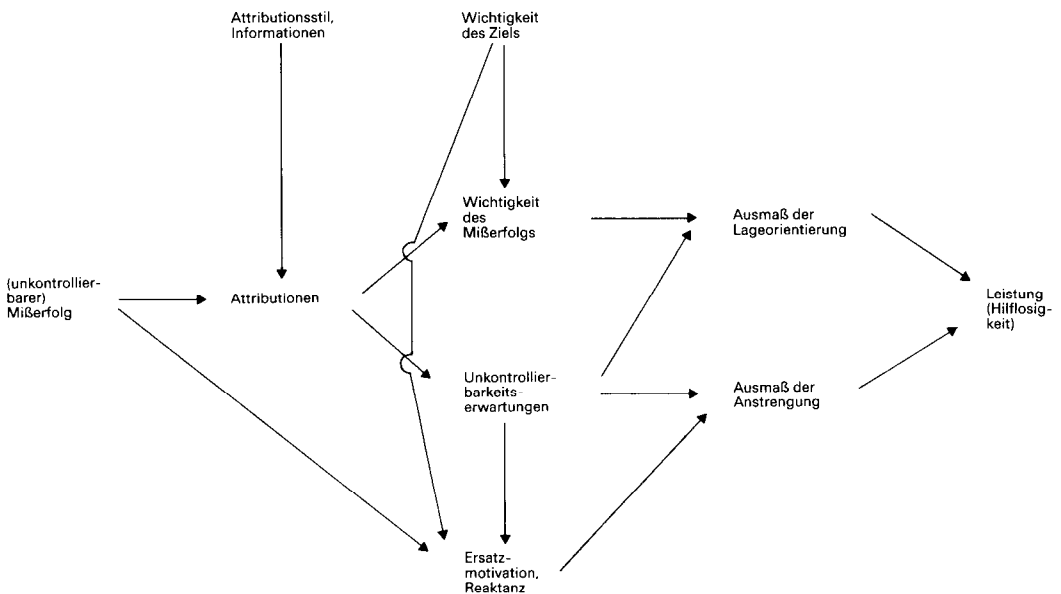 Attributionsstil,
Informationen
Wichtigkeit
des Ziels
Wichtigkeit
des
Mißerfolgs
Ausmaß der
Lageorientierung
(unkontrollier-
barer)
Mißerfolg
Attributionen
Leistung
(Hilflosig-
keit)
Unkontrollier-
barkeits-
erwartungen
Ausmaß der
Anstrengung
Ersatz-
motivation,
Reaktanz